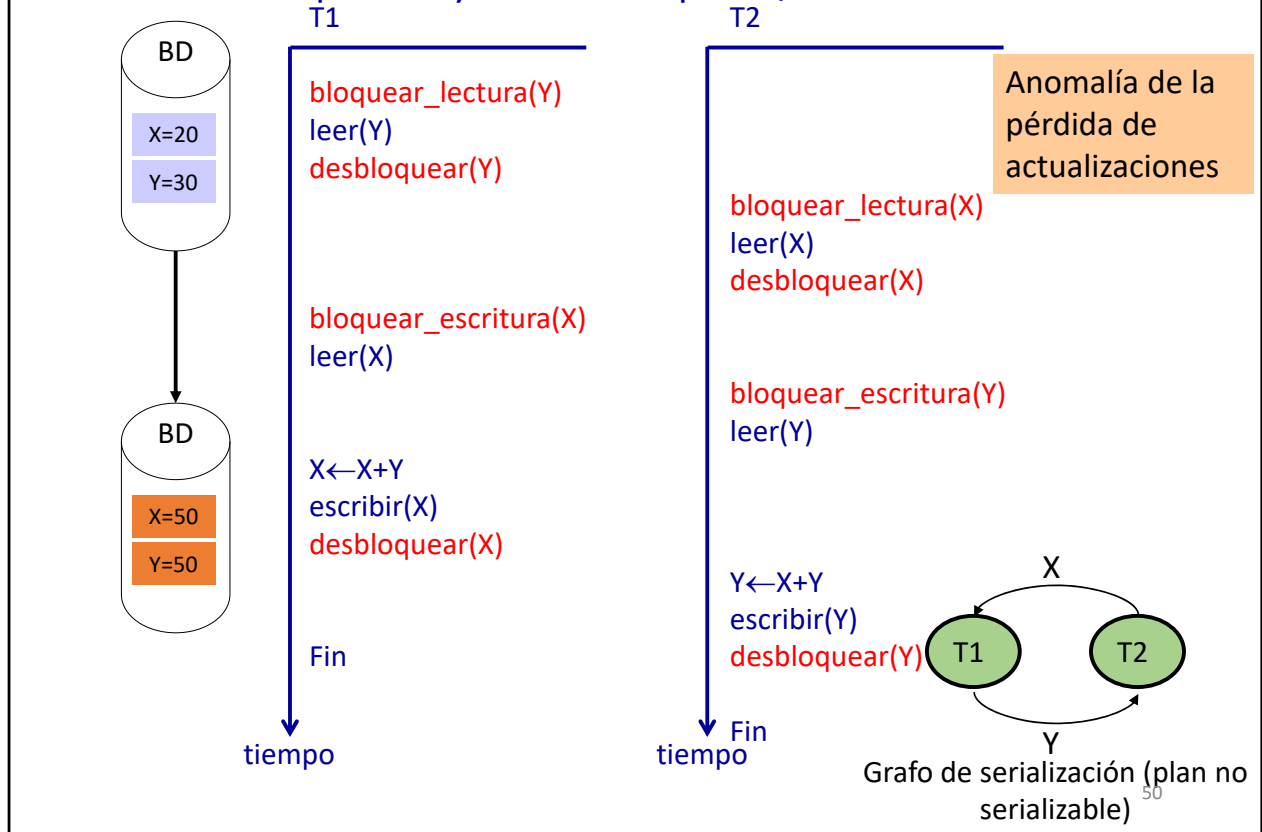 T1
T2
BD
X=20
Y=30
bloquear_lectura(Y)
leer(Y)
desbloquear(Y)
Anomalía de la
pérdida de
actualizaciones
bloquear_lectura(X)
leer(X)
desbloquear(X)
bloquear_escritura(X)
leer(X)
bloquear_escritura(Y)
leer(Y)
BD
X=50
Y=50
X←X+Y
escribir(X)
desbloquear(X)
Y←X+Y
escribir(Y)
desbloquear(Y)
Fin
Fin
tiempo
tiempo
X
T1
T2
Y
Grafo de serialización (plan no
serializable)
50